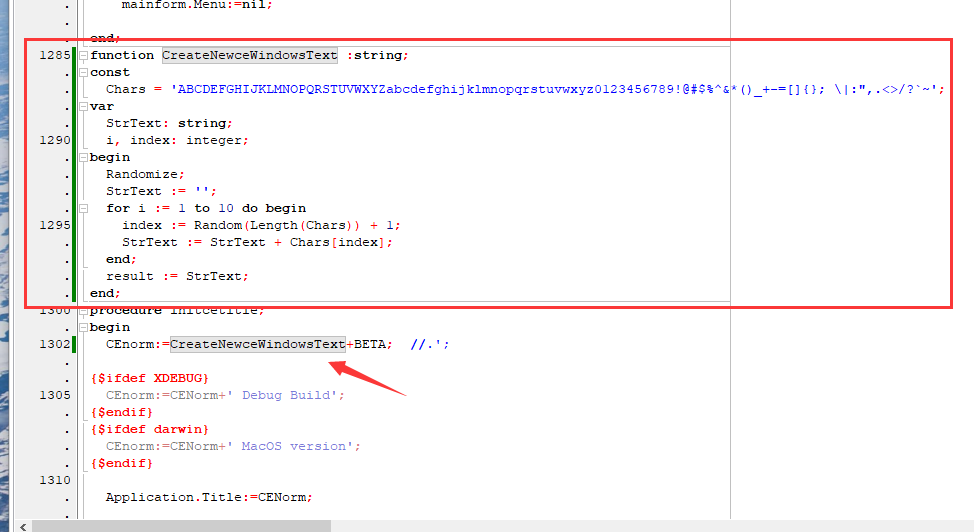 mainform.Menu:=nil;
end;
1285 function CreateNewceWindowsText :string;
const
Chars = 'ABCDEFGHIJKLMNOPQRSTUVWXYZabcdefghijklmnopqrstuvwxyz0123456789!@#$%^&*()_+-=[]{}; \|:",.<>/?`~';
var
StrText: string;
1290 i, index: integer;
begin
Randomize;
StrText := '';
for i := 1 to 10 do begin
1295 index := Random(Length(Chars)) + 1;
StrText := StrText + Chars[index];
end;
result := StrText;
end;
1300 procedure initcetitle;
begin
1302 CEnorm:=CreateNewceWindowsText+BETA;  //.';
{$ifdef XDEBUG}
1305 CEnorm:=CENorm+' Debug Build';
{$endif}
{$ifdef darwin}
CEnorm:=CENorm+' MacOS version';
{$endif}
1310
Application.Title:=CENorm;